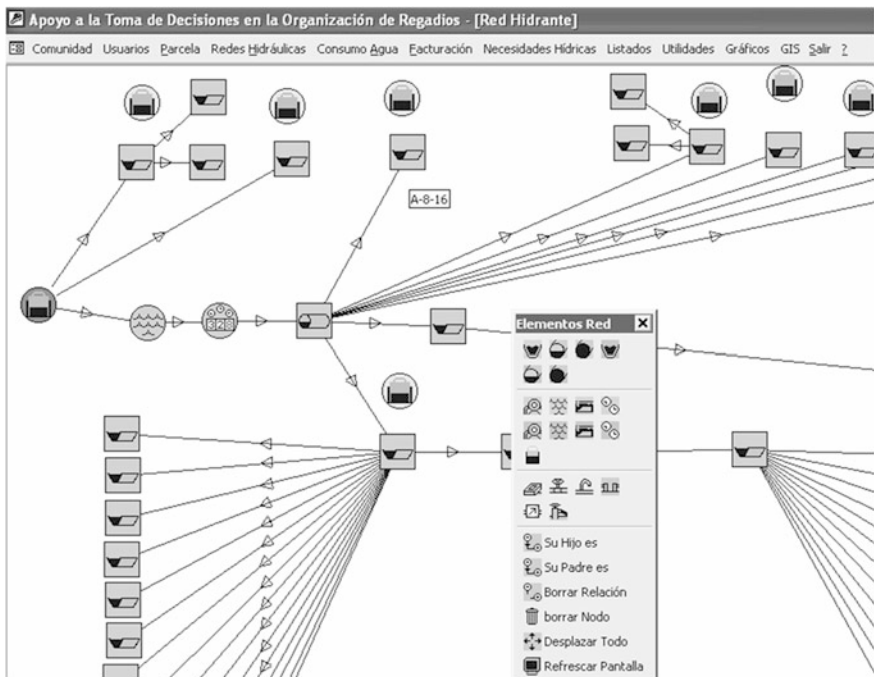 Apoyo a la Toma de Decisiones en la Organización de Regadios - [Red Hidrante]
Comunidad Usuarios Parcela Redes Hidráulicas Consumo Agua Facturación Necesidades Hídricas Listados Utilidades Gráficos GIS Salir ?
A-8-16
Elementos Red
Su Hijo es
Su Padre es
Borrar Relación
borrar Nodo
Desplazar Todo
Refrescar Pantalla